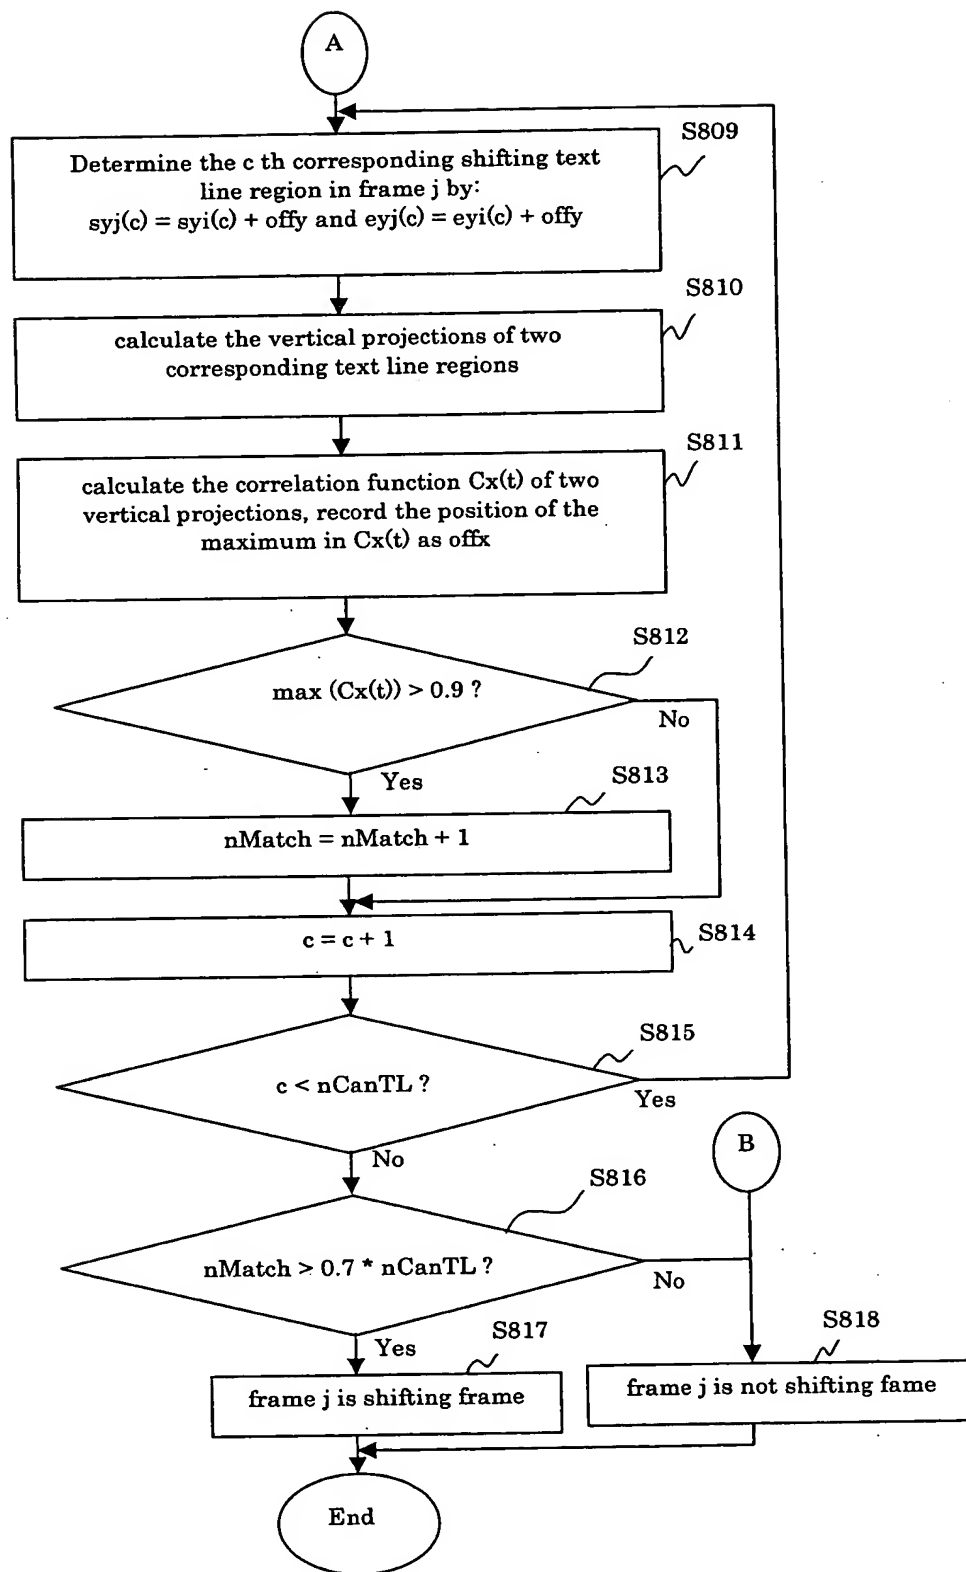 A
S809
Determine the c th corresponding shifting text
line region in frame j by:
syj(c) = syi(c) + offy and eyj(c) = eyi(c) + offy
S810
calculate the vertical projections of two
corresponding text line regions
S811
calculate the correlation function Cx(t) of two
vertical projections, record the position of the
maximum in Cx(t) as offx
S812
max (Cx(t)) > 0.9 ?
No
Yes
S813
nMatch = nMatch + 1
S814
c = c + 1
S815
c < nCanTL ?
Yes
No
B
S816
nMatch > 0.7 * nCanTL ?
No
Yes
S817
S818
frame j is shifting frame
frame j is not shifting fame
End